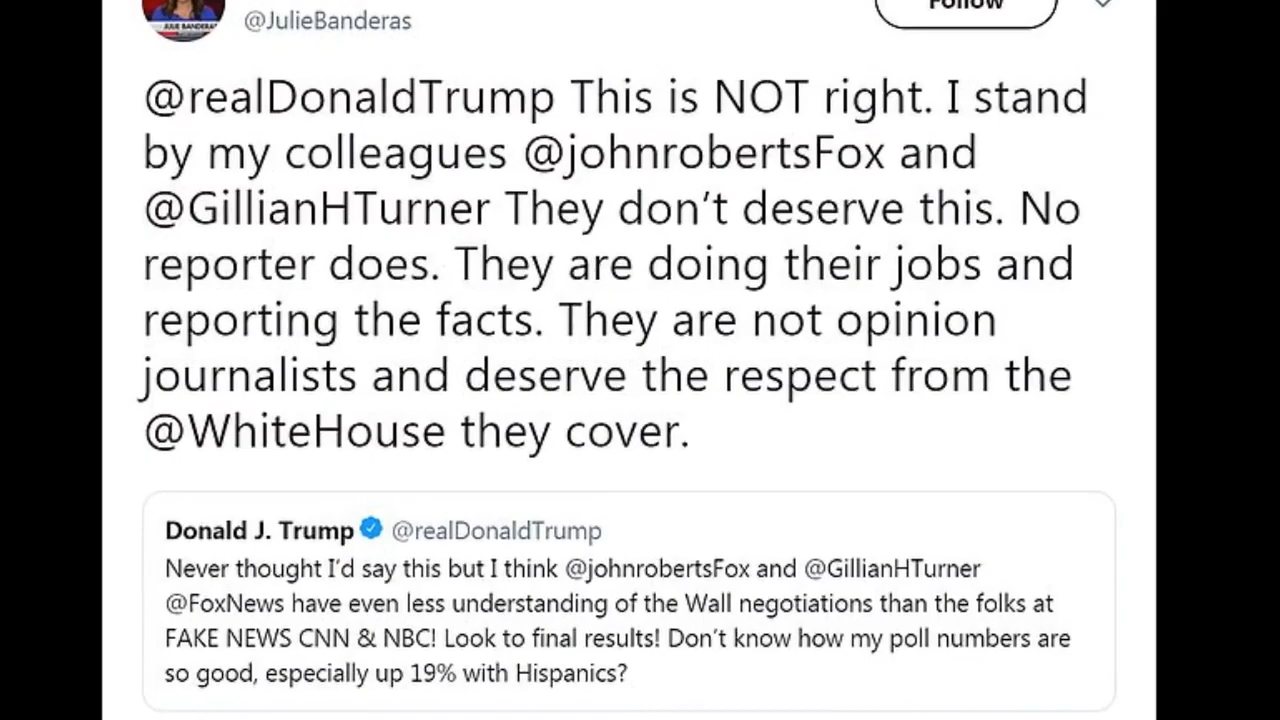 JULIE BANDERAS
@JulieBanderas
Follow
@realDonaldTrump This is NOT right. I stand
by my colleagues @johnrobertsFox and
@GillianHTurner They don’t deserve this. No
reporter does. They are doing their jobs and
reporting the facts. They are not opinion
journalists and deserve the respect from the
@WhiteHouse they cover.
Donald J. Trump @realDonaldTrump
Never thought I’d say this but I think @johnrobertsFox and @GillianHTurner
@FoxNews have even less understanding of the Wall negotiations than the folks at
FAKE NEWS CNN & NBC! Look to final results! Don’t know how my poll numbers are
so good, especially up 19% with Hispanics?